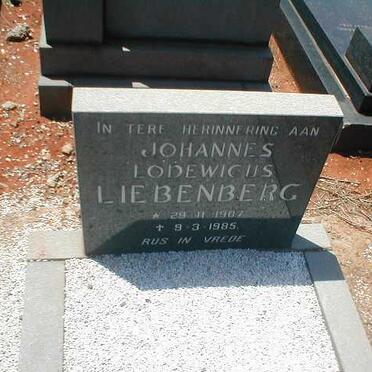 IN TERE HERINNERING AAN
JOHANNES
LODEWICUS
LIEBENBERG
* 29-11-1907
✝ 9-3-1985.
RUS IN VREDE